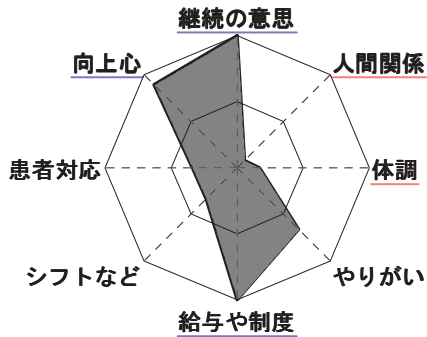 継続の意思
向上心
人間関係
患者対応
体調
シフトなど
やりがい
給与や制度